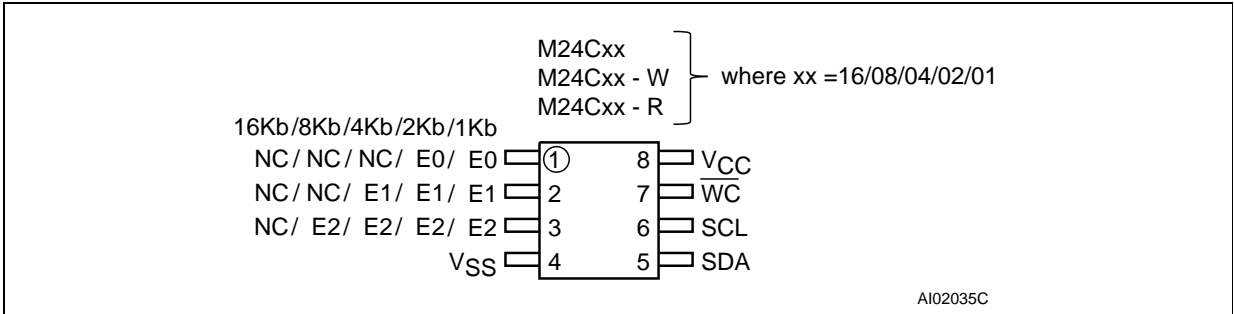 M24Cxx
M24Cxx - W
M24Cxx - R
where xx =16/08/04/02/01
16Kb/8Kb/4Kb/2Kb/1Kb
NC/ NC/ NC/ E0/ E0 1 8 VCC
NC/ NC/ E1/ E1/ E1 2 7 WC
NC/ E2/ E2/ E2/ E2 3 6 SCL
VSS 4 5 SDA
AI02035C